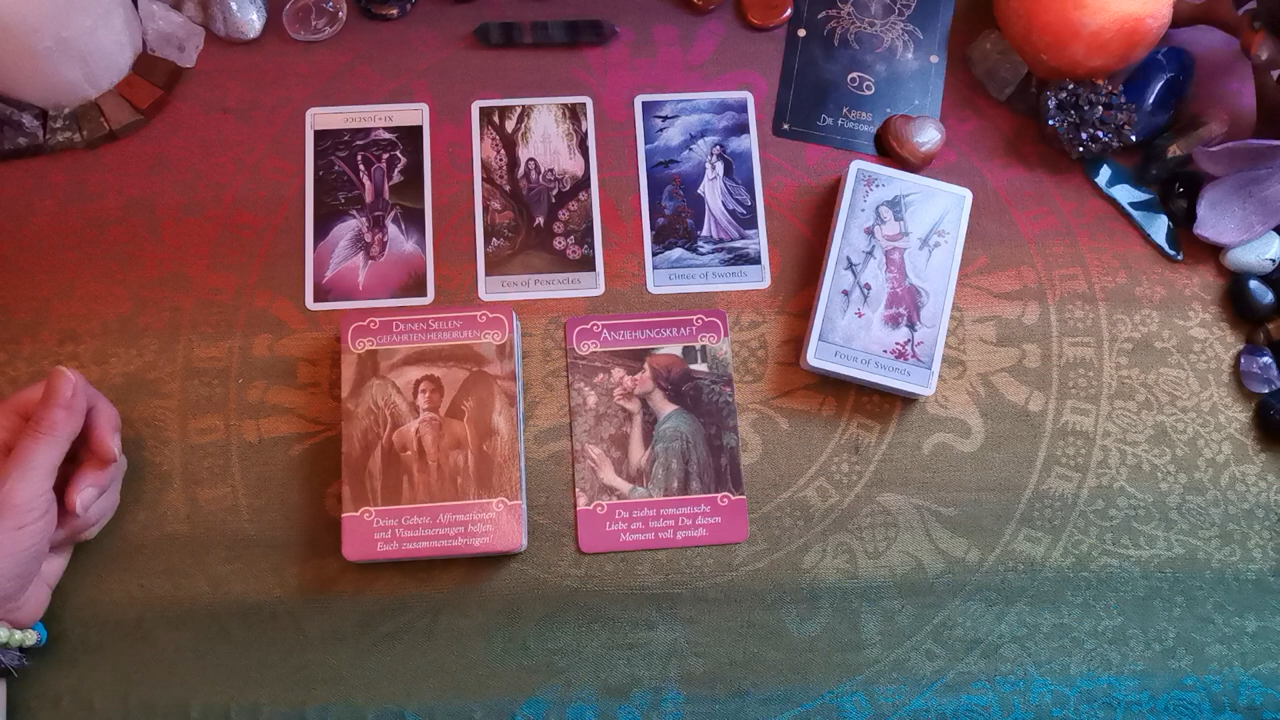 XI • JUSTICE
TEN OF PENTACLES
THREE OF SWORDS
KREBS
DIE FÜRSORG
FOUR OF SWORDS
DEINEN SEELEN-
GEFÄHRTEN HERBEIRUFEN
Deine Gebete, Affirmationen
und Visualisierungen helfen,
Euch zusammenzubringen!
ANZIEHUNGSKRAFT
Du ziehst romantische
Liebe an, indem Du diesen
Moment voll genießt.